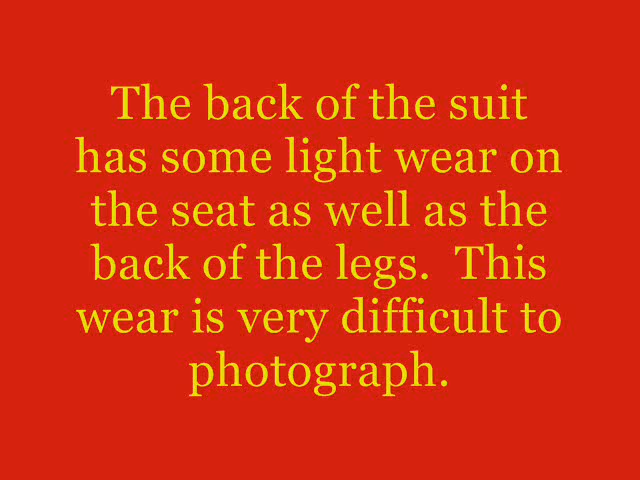 The back of the suit
has some light wear on
the seat as well as the
back of the legs.  This
wear is very difficult to
photograph.